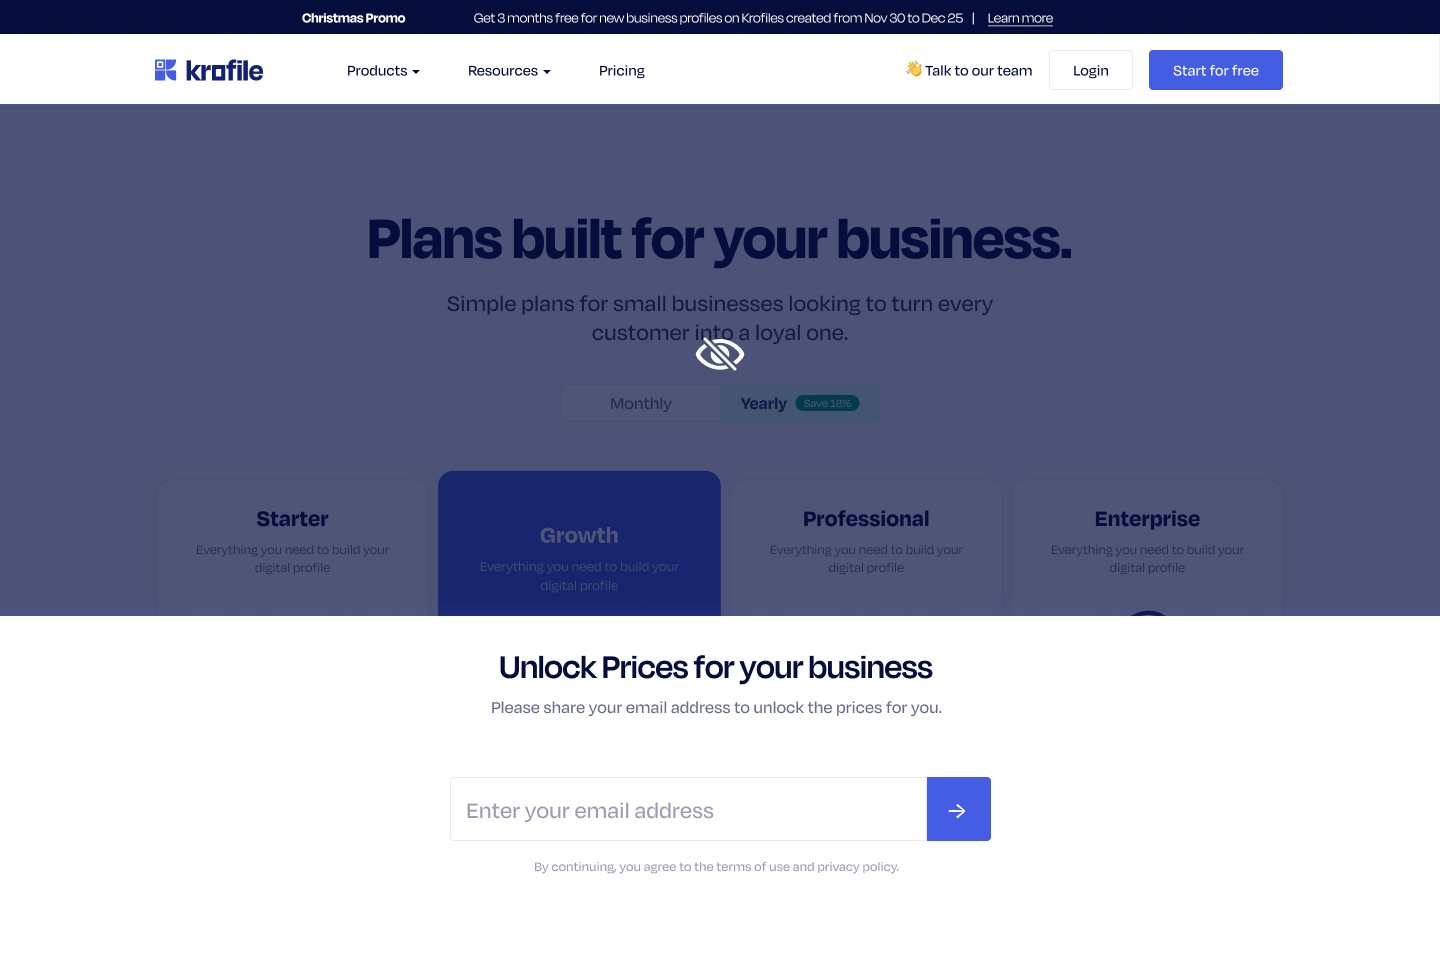 Christmas Promo Get 3 months free for new business profiles on Krofiles created from Nov 30 to Dec 25 | Learn more
krofile Products Resources Pricing 👋 Talk to our team Login Start for free
Plans built for your business.
Simple plans for small businesses looking to turn every
customer into a loyal one.
Monthly Yearly Save 18%
Starter
Everything you need to build your
digital profile
Growth
Everything you need to build your
digital profile
Professional
Everything you need to build your
digital profile
Enterprise
Everything you need to build your
digital profile
Unlock Prices for your business
Please share your email address to unlock the prices for you.
Enter your email address
By continuing, you agree to the terms of use and privacy policy.